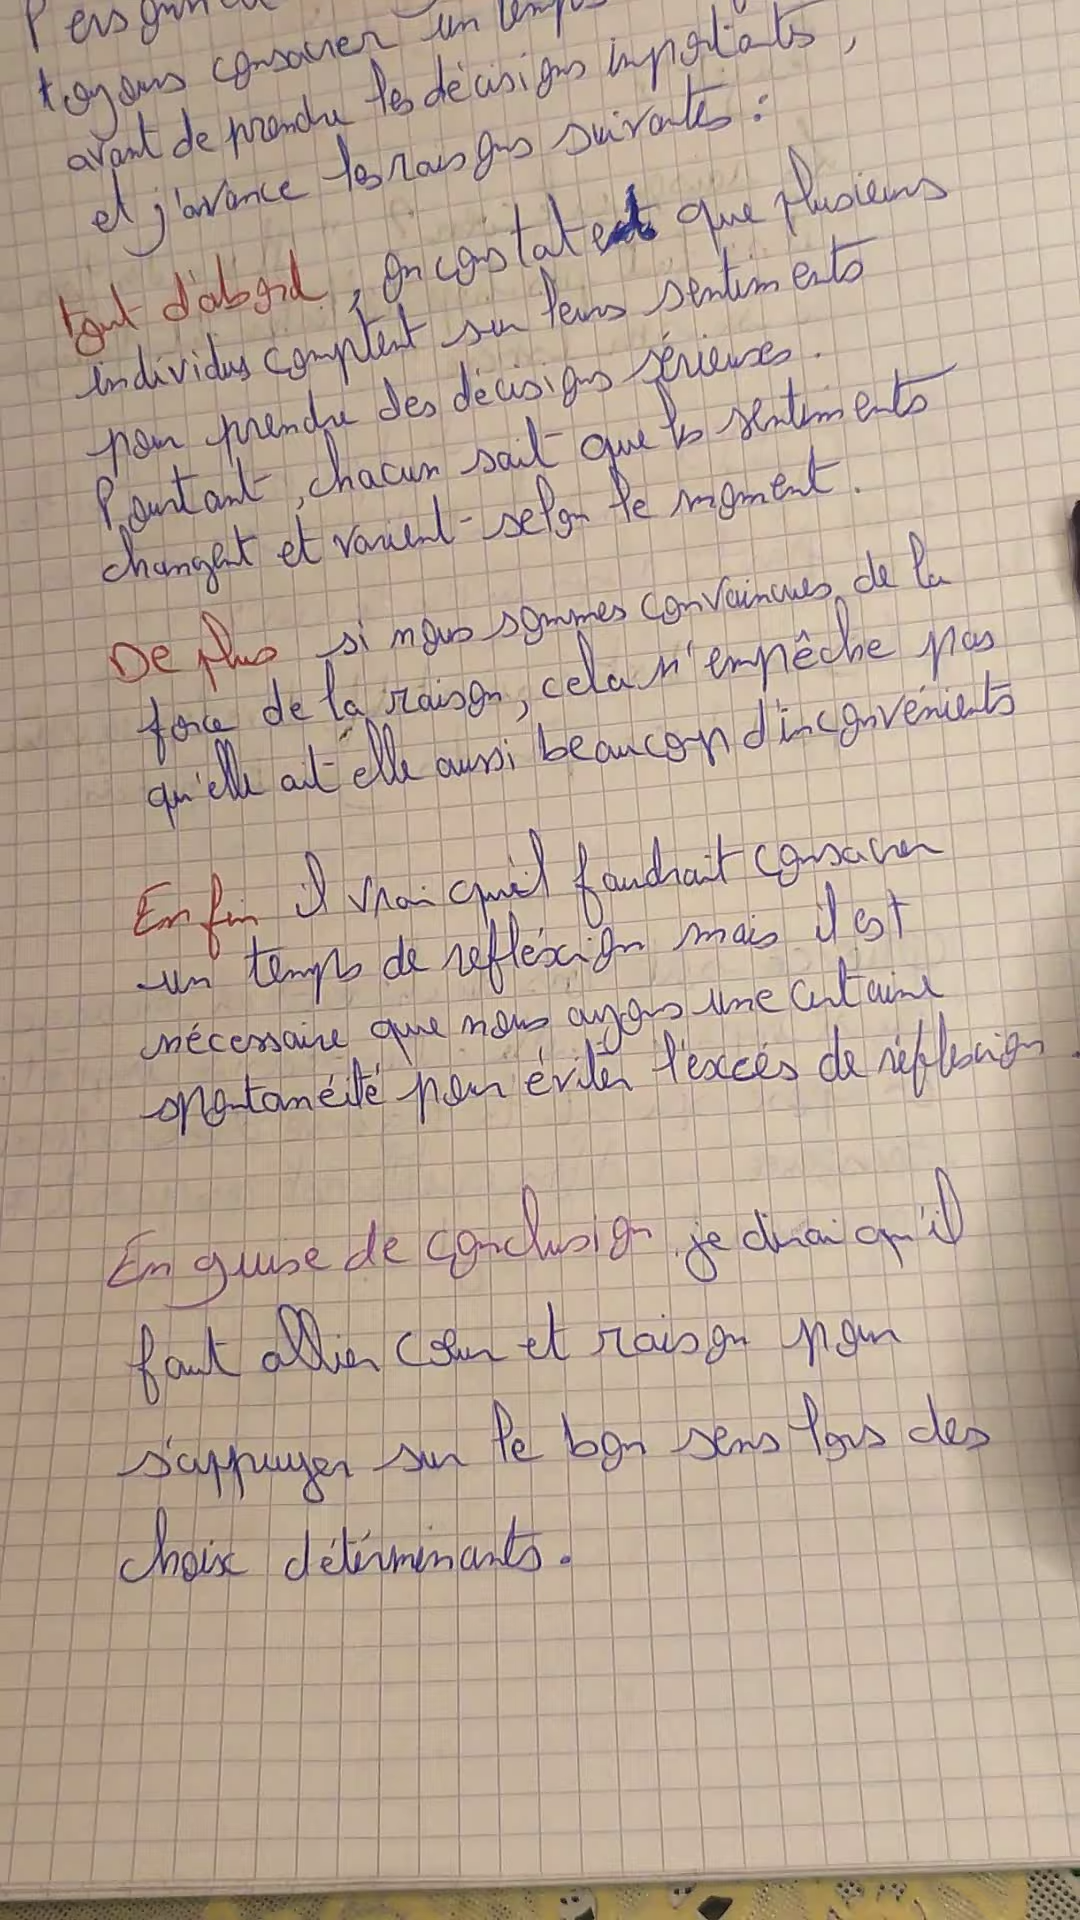 toyons consacrer un temps
avant de prendre les décisions importants,
et j'avance les raisons suivantes :
tout d'abord, on constate que plusieurs
individus comptent sur leurs sentiments
pour prendre des décisions sérieuses.
Pourtant, chacun sait que les sentiments
changent et varient selon le moment.
De plus si nous sommes convaincues de la
force de la raison, cela n'empêche pas
qu'elle ait elle aussi beaucoup d'inconvénients
Enfin il vrai qu'il faudrait consacrer
un temps de refléxion mais il est
nécessaire que nous ayons une certaine
spontanéité pour éviter l'excés de réflexion.
En guise de conclusion je dirai qu'il
faut allier cœur et raison pour
s'appuyer sur le bon sens lors des
choix déterminants.